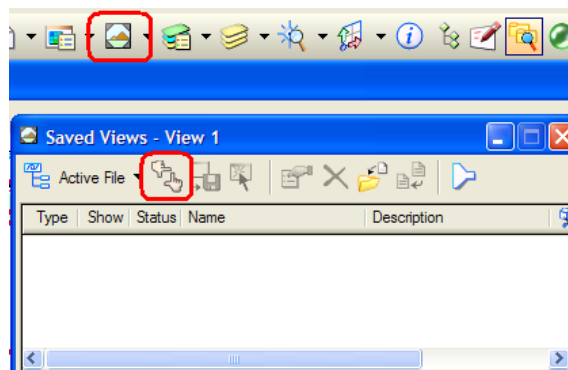 Saved Views - View 1
Active File
Type Show Status Name Description